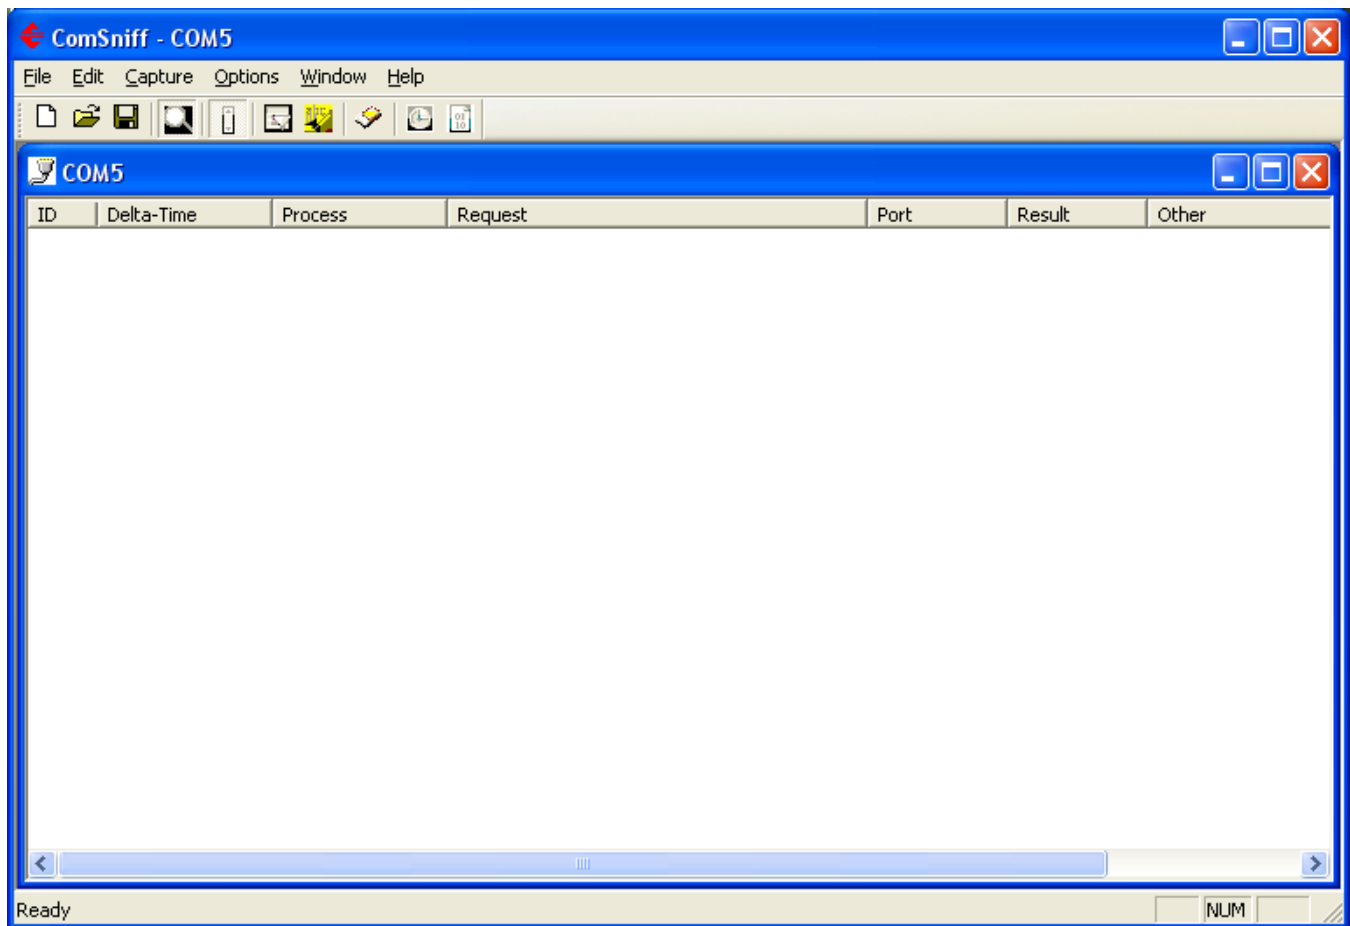 ComSniff - COM5
File Edit Capture Options Window Help
COM5
ID Delta-Time Process Request Port Result Other
Ready NUM